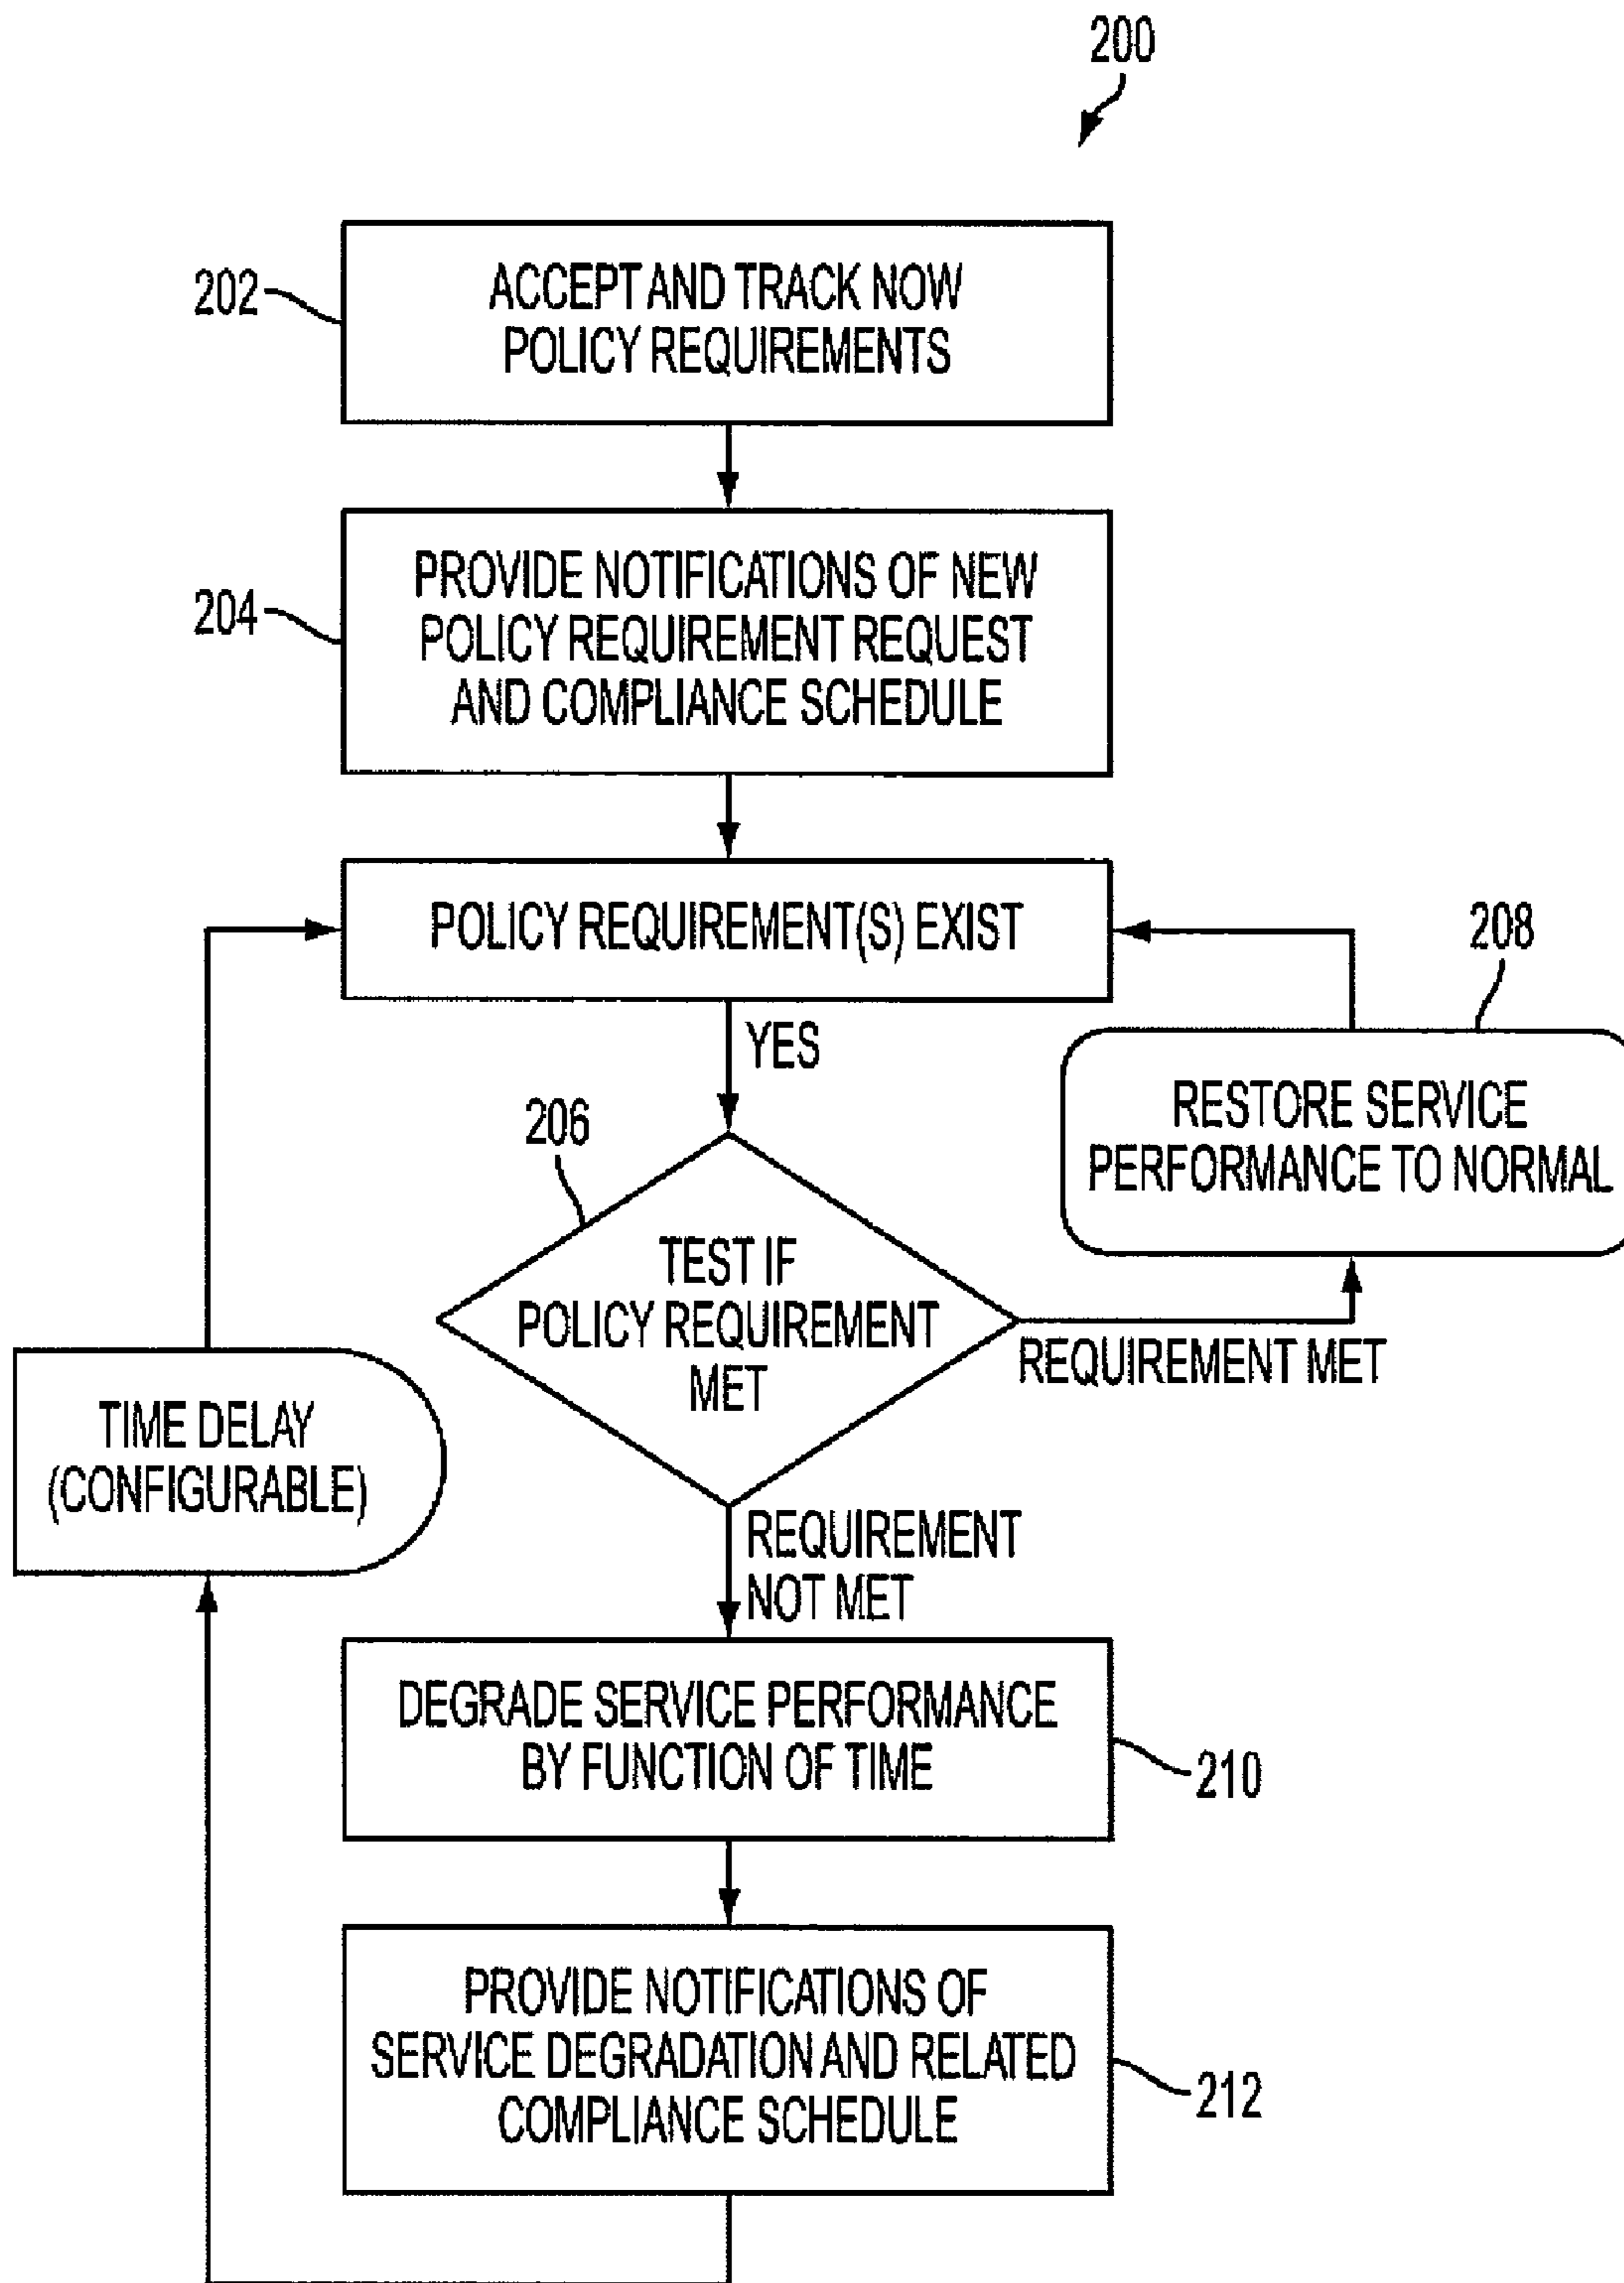 200
202
ACCEPT AND TRACK NOW
POLICY REQUIREMENTS
204
PROVIDE NOTIFICATIONS OF NEW
POLICY REQUIREMENT REQUEST
AND COMPLIANCE SCHEDULE
POLICY REQUIREMENT(S) EXIST
208
YES
RESTORE SERVICE
PERFORMANCE TO NORMAL
206
TEST IF
POLICY REQUIREMENT
MET
REQUIREMENT MET
TIME DELAY
(CONFIGURABLE)
REQUIREMENT
NOT MET
DEGRADE SERVICE PERFORMANCE
BY FUNCTION OF TIME
210
PROVIDE NOTIFICATIONS OF
SERVICE DEGRADATION AND RELATED
COMPLIANCE SCHEDULE
212